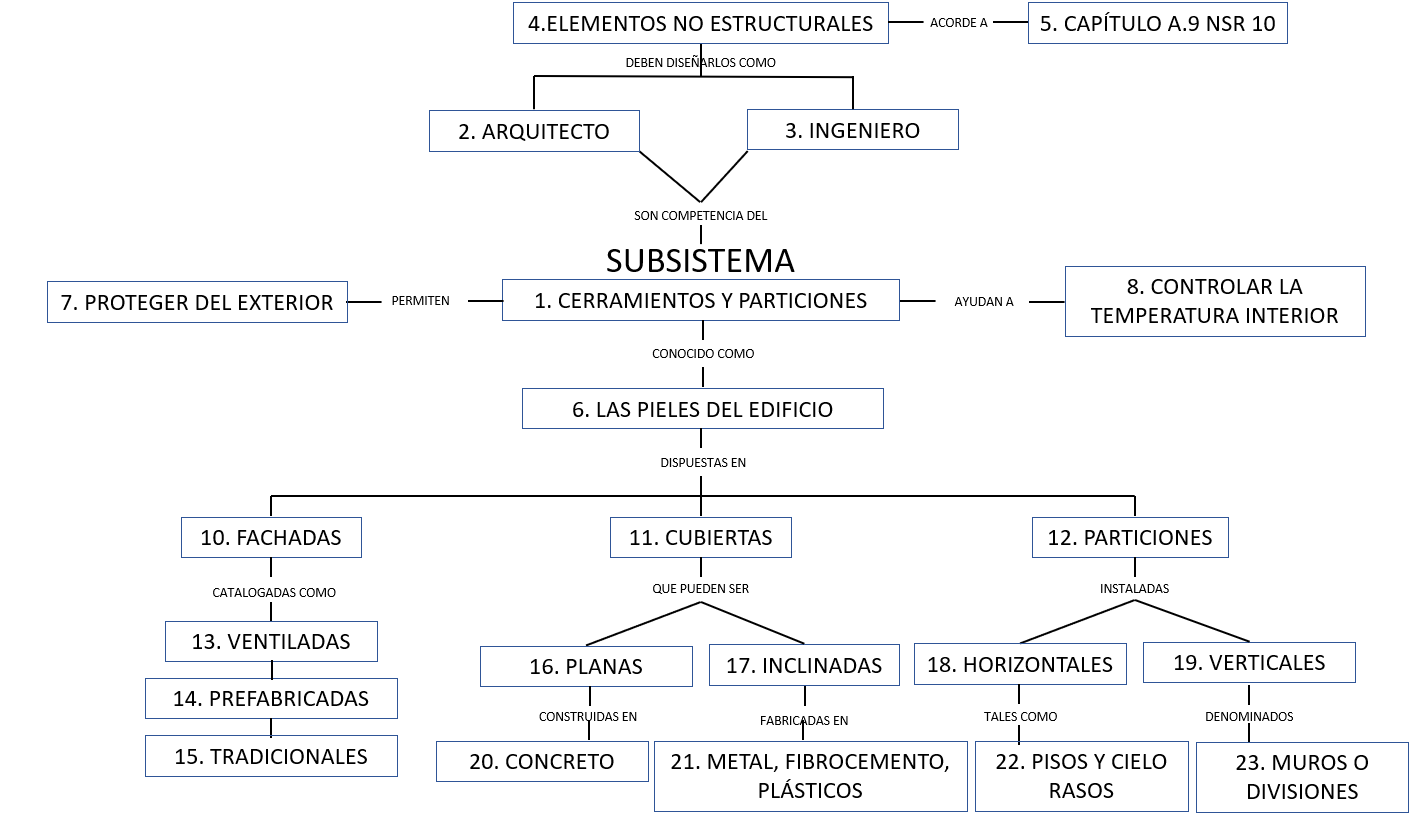 4.ELEMENTOS NO ESTRUCTURALES
ACORDE A
5. CAPÍTULO A.9 NSR 10
DEBEN DISEÑARLOS COMO
2. ARQUITECTO
3. INGENIERO
SON COMPETENCIA DEL
SUBSISTEMA
7. PROTEGER DEL EXTERIOR
PERMITEN
1. CERRAMIENTOS Y PARTICIONES
AYUDAN A
8. CONTROLAR LA
TEMPERATURA INTERIOR
CONOCIDO COMO
6. LAS PIELES DEL EDIFICIO
DISPUESTAS EN
10. FACHADAS
11. CUBIERTAS
12. PARTICIONES
CATALOGADAS COMO
QUE PUEDEN SER
INSTALADAS
13. VENTILADAS
14. PREFABRICADAS
15. TRADICIONALES
16. PLANAS
17. INCLINADAS
18. HORIZONTALES
19. VERTICALES
CONSTRUIDAS EN
FABRICADAS EN
TALES COMO
DENOMINADOS
20. CONCRETO
21. METAL, FIBROCEMENTO,
PLÁSTICOS
22. PISOS Y CIELO
RASOS
23. MUROS O
DIVISIONES